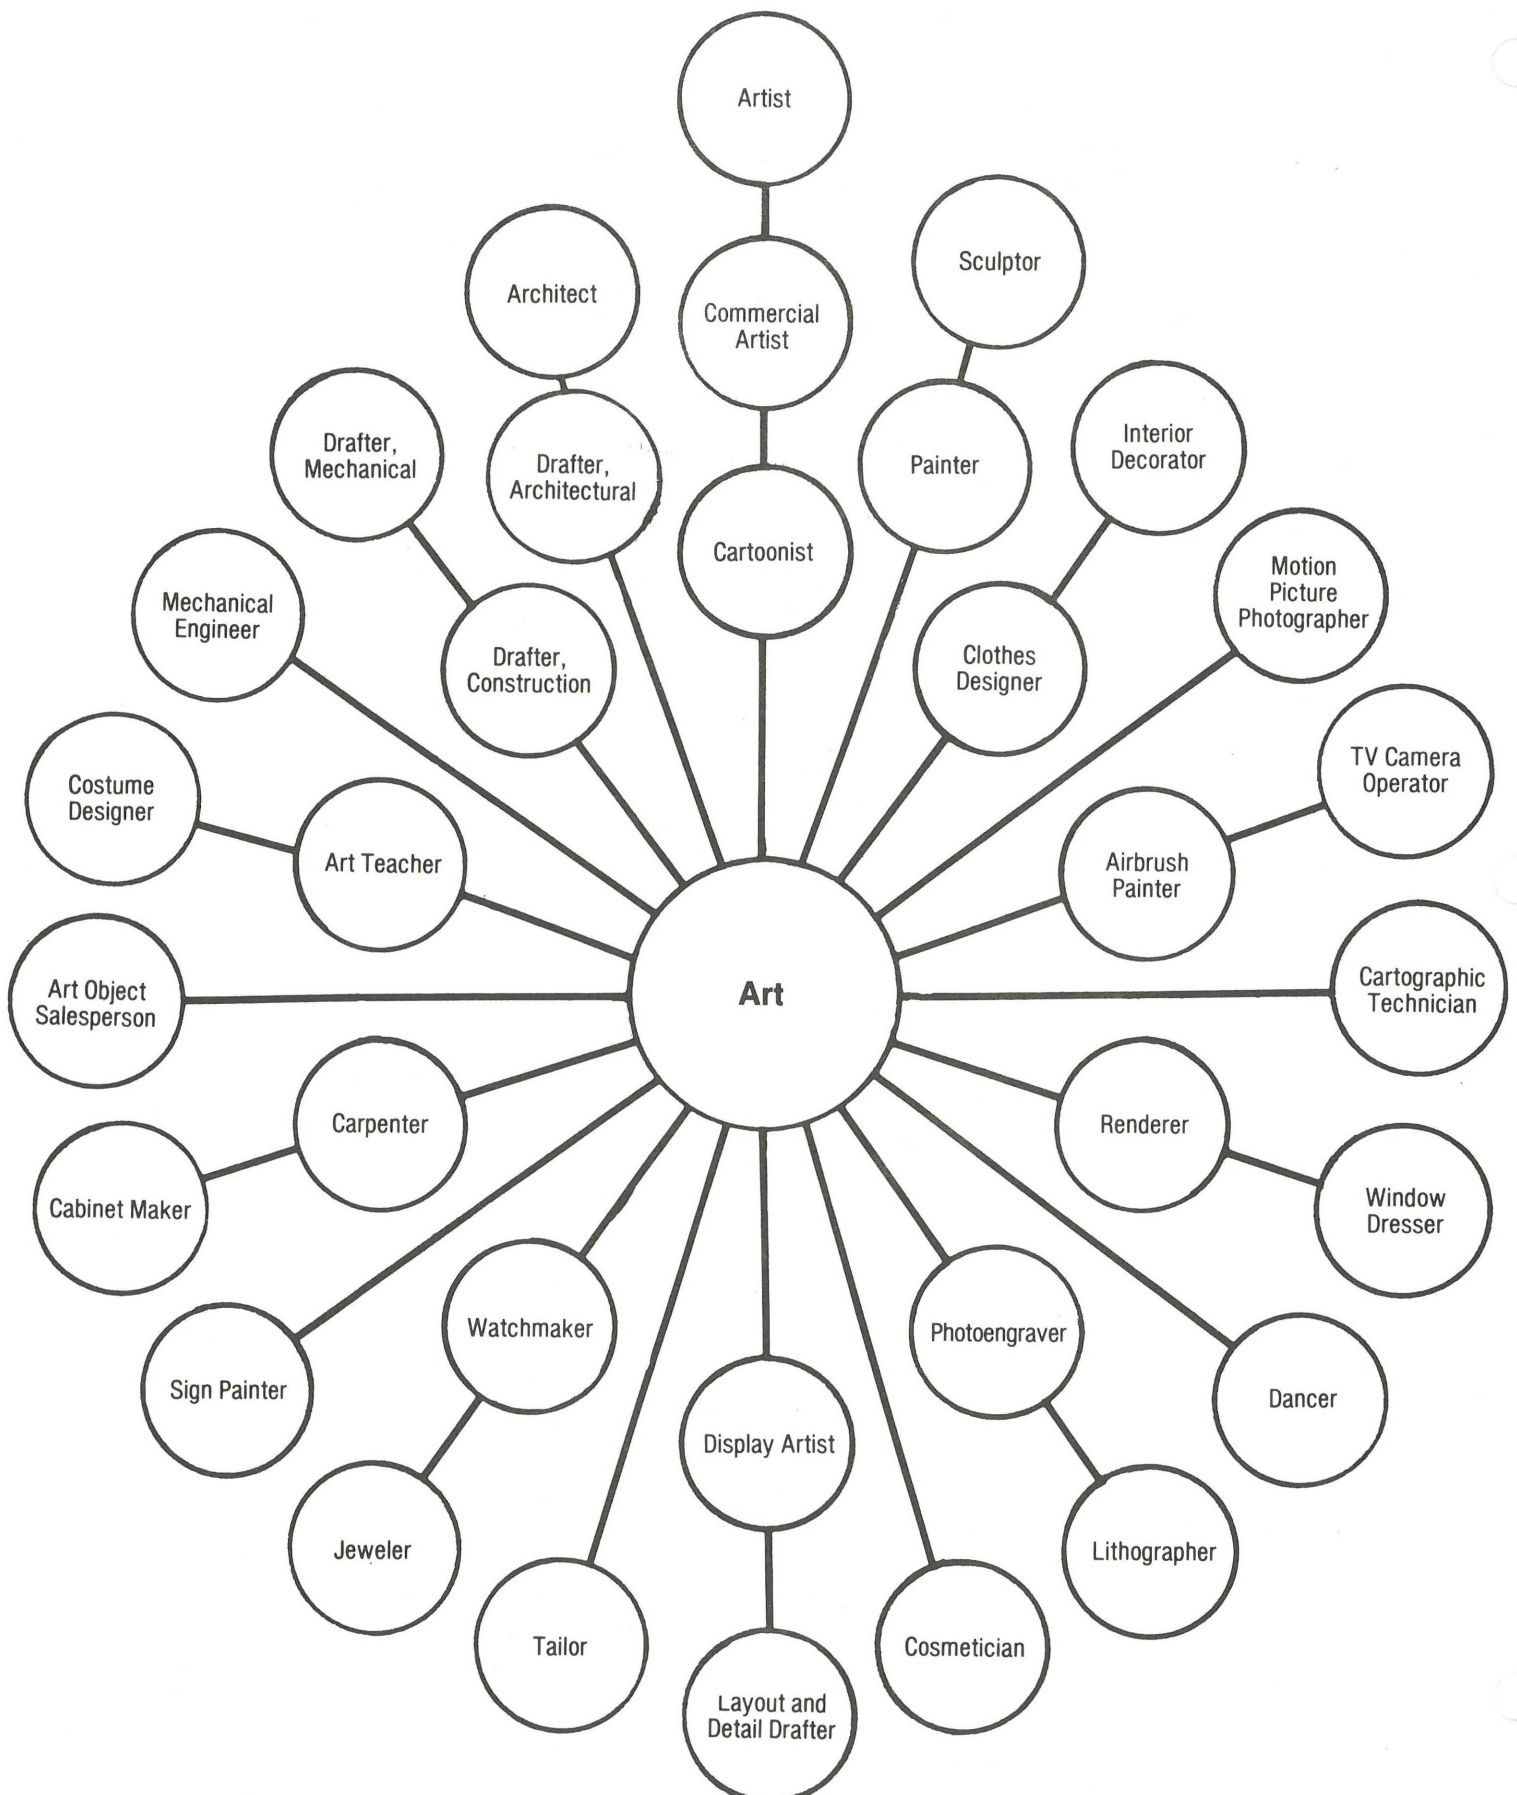 Artist
Sculptor
Architect
Commercial
Artist
Interior
Decorator
Drafter,
Mechanical
Drafter,
Architectural
Painter
Cartoonist
Motion
Picture
Photographer
Mechanical
Engineer
Drafter,
Construction
Clothes
Designer
TV Camera
Operator
Costume
Designer
Art Teacher
Airbrush
Painter
Art Object
Salesperson
Art
Cartographic
Technician
Carpenter
Renderer
Cabinet Maker
Window
Dresser
Watchmaker
Photoengraver
Sign Painter
Dancer
Display Artist
Jeweler
Lithographer
Tailor
Cosmetician
Layout and
Detail Drafter